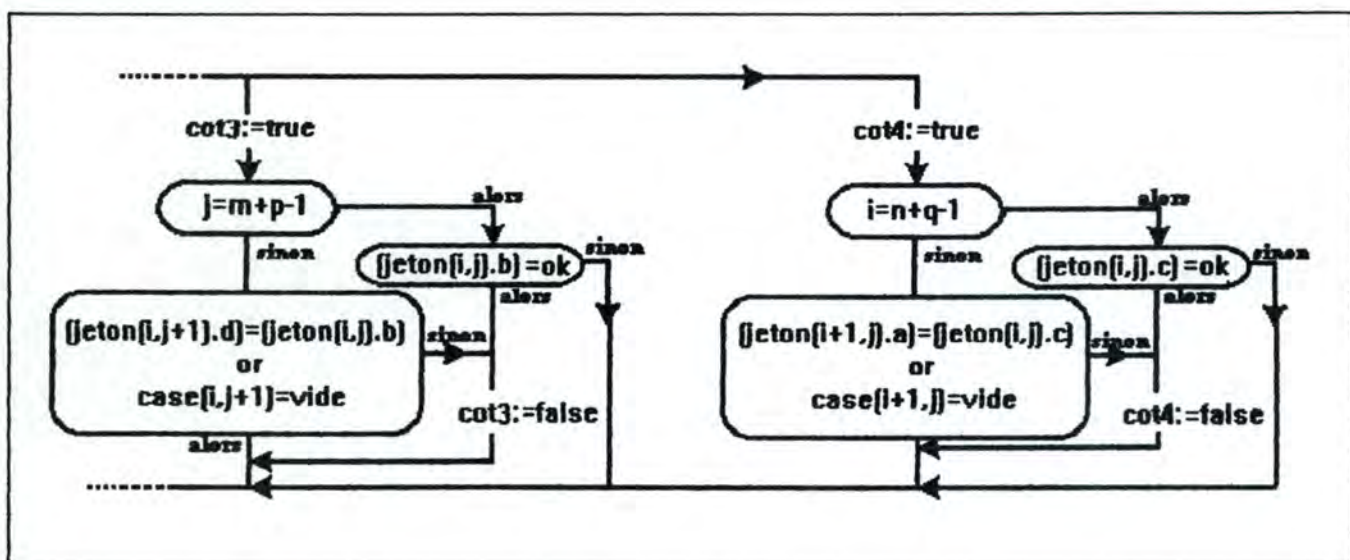 cot3:=true
j=m+p-1
alors
sinon
(jeton(i,j).b)=ok
sinon
alors
(jeton(i,j+1).d)=(jeton(i,j).b)
or
case(i,j+1)=vide
sinon
cot3:=false
alors
cot4:=true
i=n+q-1
alors
sinon
(jeton(i,j).c)=ok
sinon
alors
(jeton(i+1,j).a)=(jeton(i,j).c)
or
case(i+1,j)=vide
sinon
cot4:=false